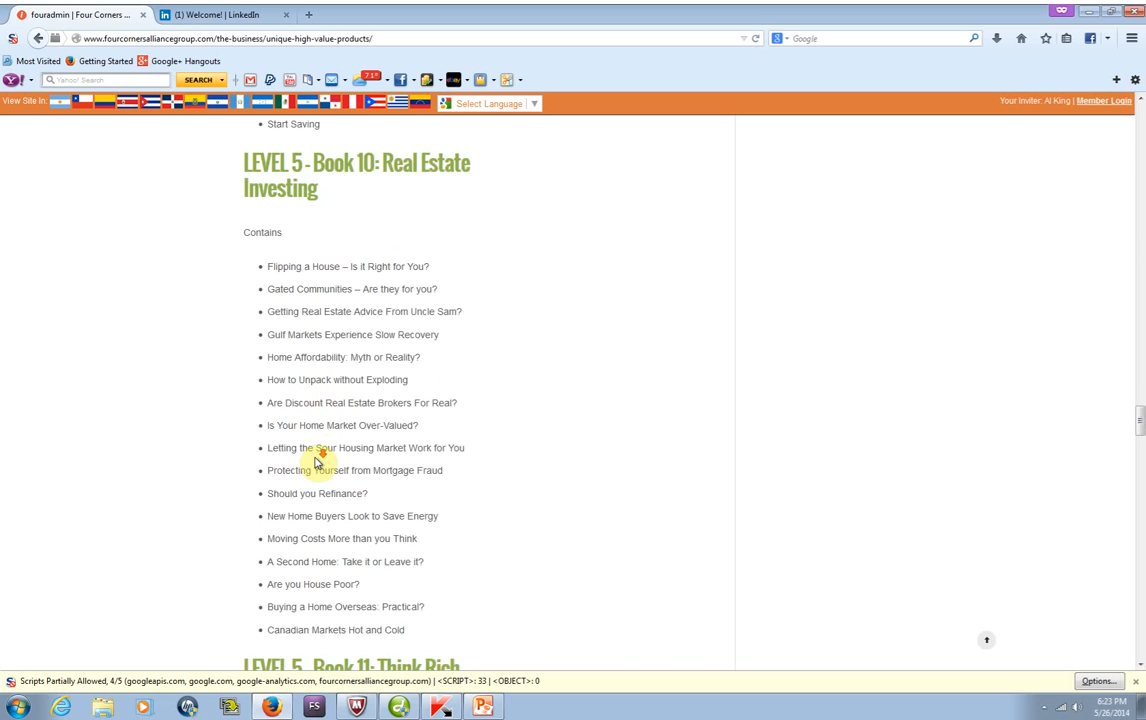 fouradmin | Four Corners ...
(1) Welcome! | LinkedIn
www.fourcornersalliancegroup.com/the-business/unique-high-value-products/
Google
Most Visited
Getting Started
Google+ Hangouts
Yahoo! Search
SEARCH
71°
View Site In:
Select Language
Your Inviter: Al King | Member Login
Start Saving
LEVEL 5 - Book 10: Real Estate
Investing
Contains
Flipping a House – Is it Right for You?
Gated Communities – Are they for you?
Getting Real Estate Advice From Uncle Sam?
Gulf Markets Experience Slow Recovery
Home Affordability: Myth or Reality?
How to Unpack without Exploding
Are Discount Real Estate Brokers For Real?
Is Your Home Market Over-Valued?
Letting the Sour Housing Market Work for You
Protecting Yourself from Mortgage Fraud
Should you Refinance?
New Home Buyers Look to Save Energy
Moving Costs More than you Think
A Second Home: Take it or Leave it?
Are you House Poor?
Buying a Home Overseas: Practical?
Canadian Markets Hot and Cold
LEVEL 5 - Book 11: Think Rich
Scripts Partially Allowed, 4/5 (googleapis.com, google.com, google-analytics.com, fourcornersalliancegroup.com) | <SCRIPT>: 33 | <OBJECT>: 0
Options...
FS
6:23 PM
5/26/2014